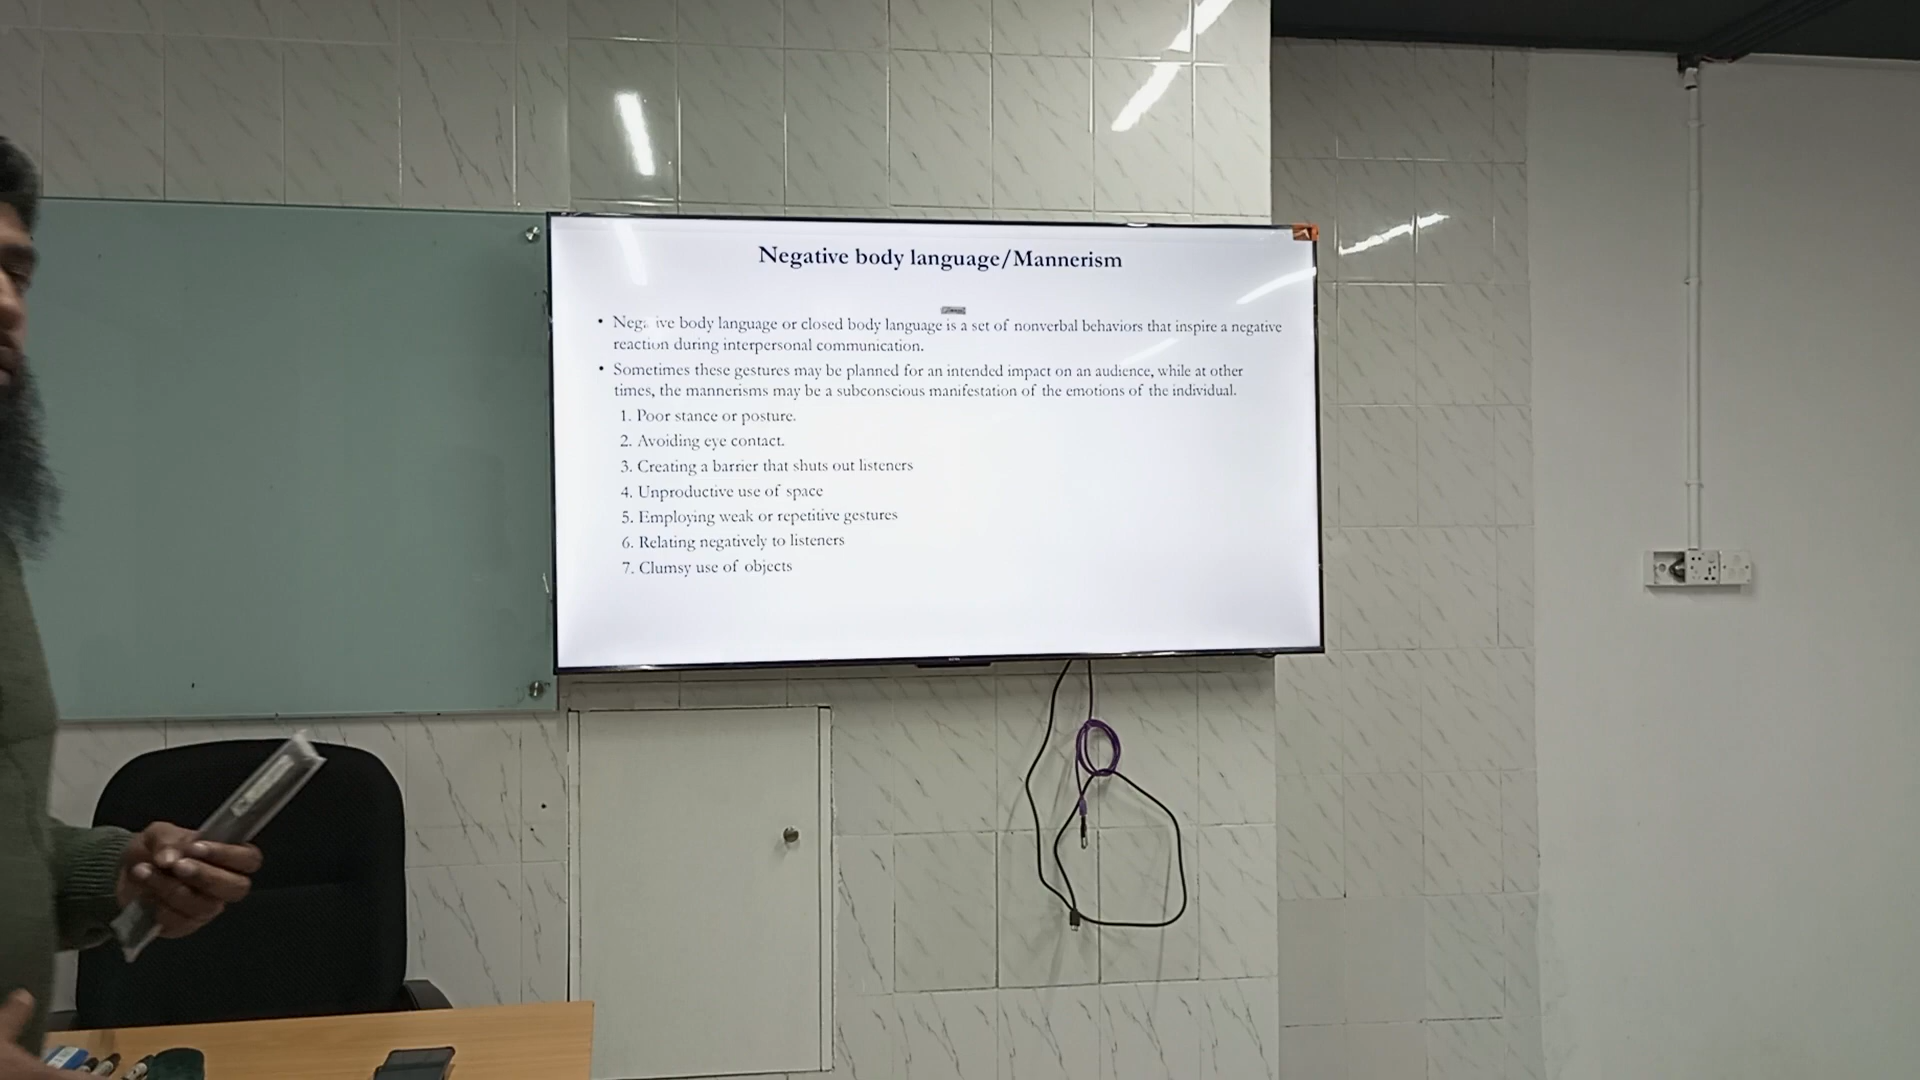 Negative body language/Mannerism
• Negative body language or closed body language is a set of nonverbal behaviors that inspire a negative
reaction during interpersonal communication.
• Sometimes these gestures may be planned for an intended impact on an audience, while at other
times, the mannerisms may be a subconscious manifestation of the emotions of the individual.
1. Poor stance or posture.
2. Avoiding eye contact.
3. Creating a barrier that shuts out listeners
4. Unproductive use of space
5. Employing weak or repetitive gestures
6. Relating negatively to listeners
7. Clumsy use of objects